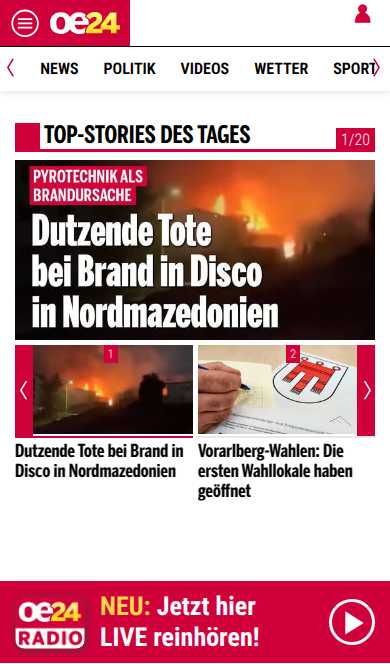 oe24
NEWS POLITIK VIDEOS WETTER SPORT
TOP-STORIES DES TAGES
1/20
PYROTECHNIK ALS
BRANDURSACHE
Dutzende Tote
bei Brand in Disco
in Nordmazedonien
1
2
Dutzende Tote bei Brand in
Disco in Nordmazedonien
Vorarlberg-Wahlen: Die
ersten Wahllokale haben
geöffnet
oe24
RADIO
NEU: Jetzt hier
LIVE reinhören!